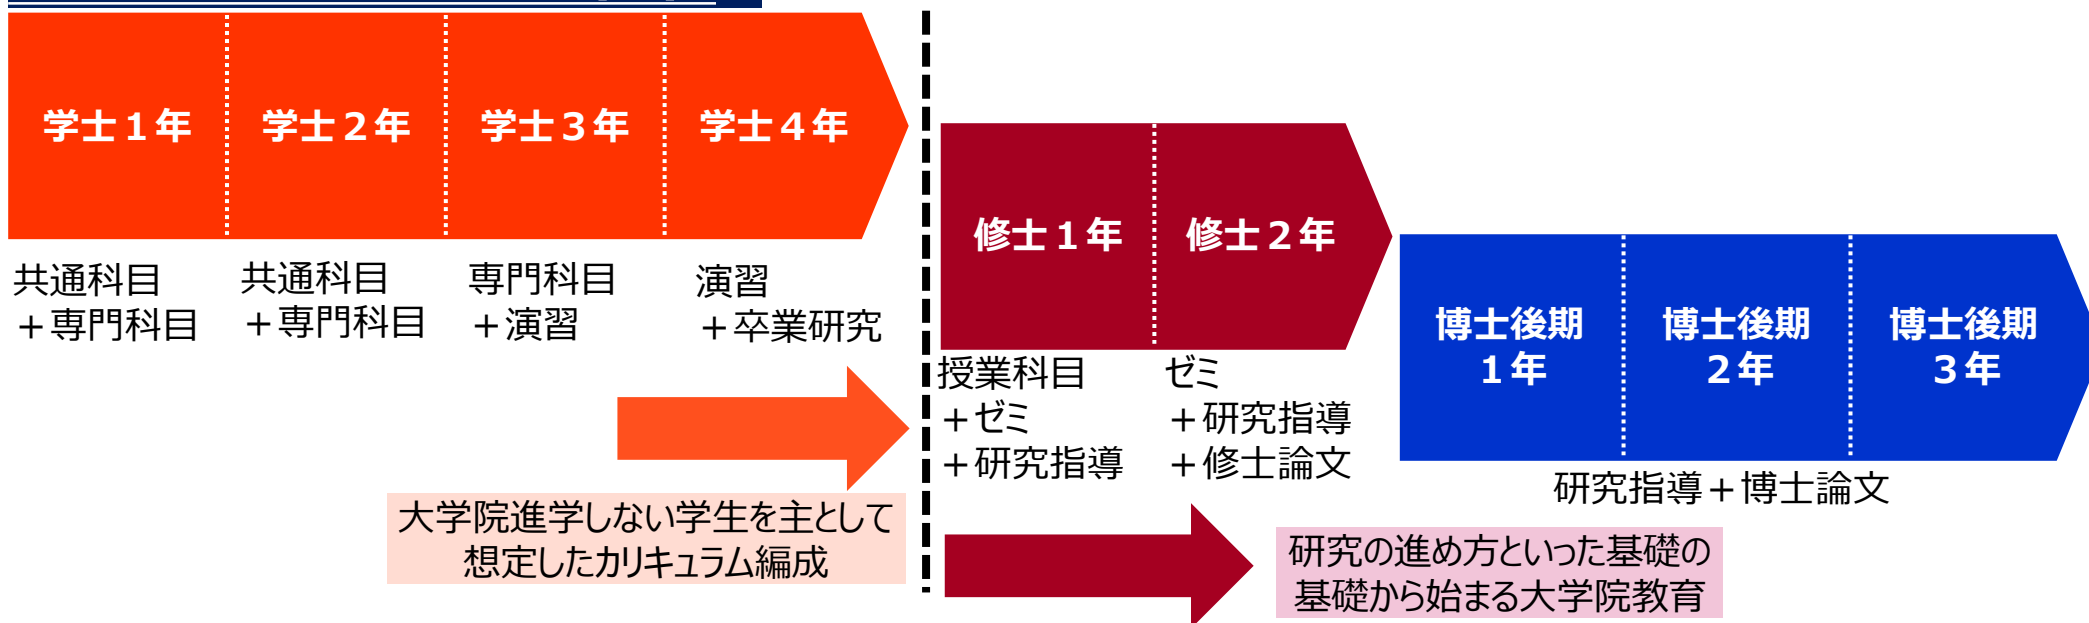 学士１年
学士２年
学士３年
学士４年
共通科目
＋専門科目
共通科目
＋専門科目
専門科目
＋演習
演習
＋卒業研究
大学院進学しない学生を主として
想定したカリキュラム編成
修士１年
修士２年
授業科目
＋ゼミ
＋研究指導
ゼミ
＋研究指導
＋修士論文
研究の進め方といった基礎の
基礎から始まる大学院教育
博士後期
１年
博士後期
２年
博士後期
３年
研究指導＋博士論文